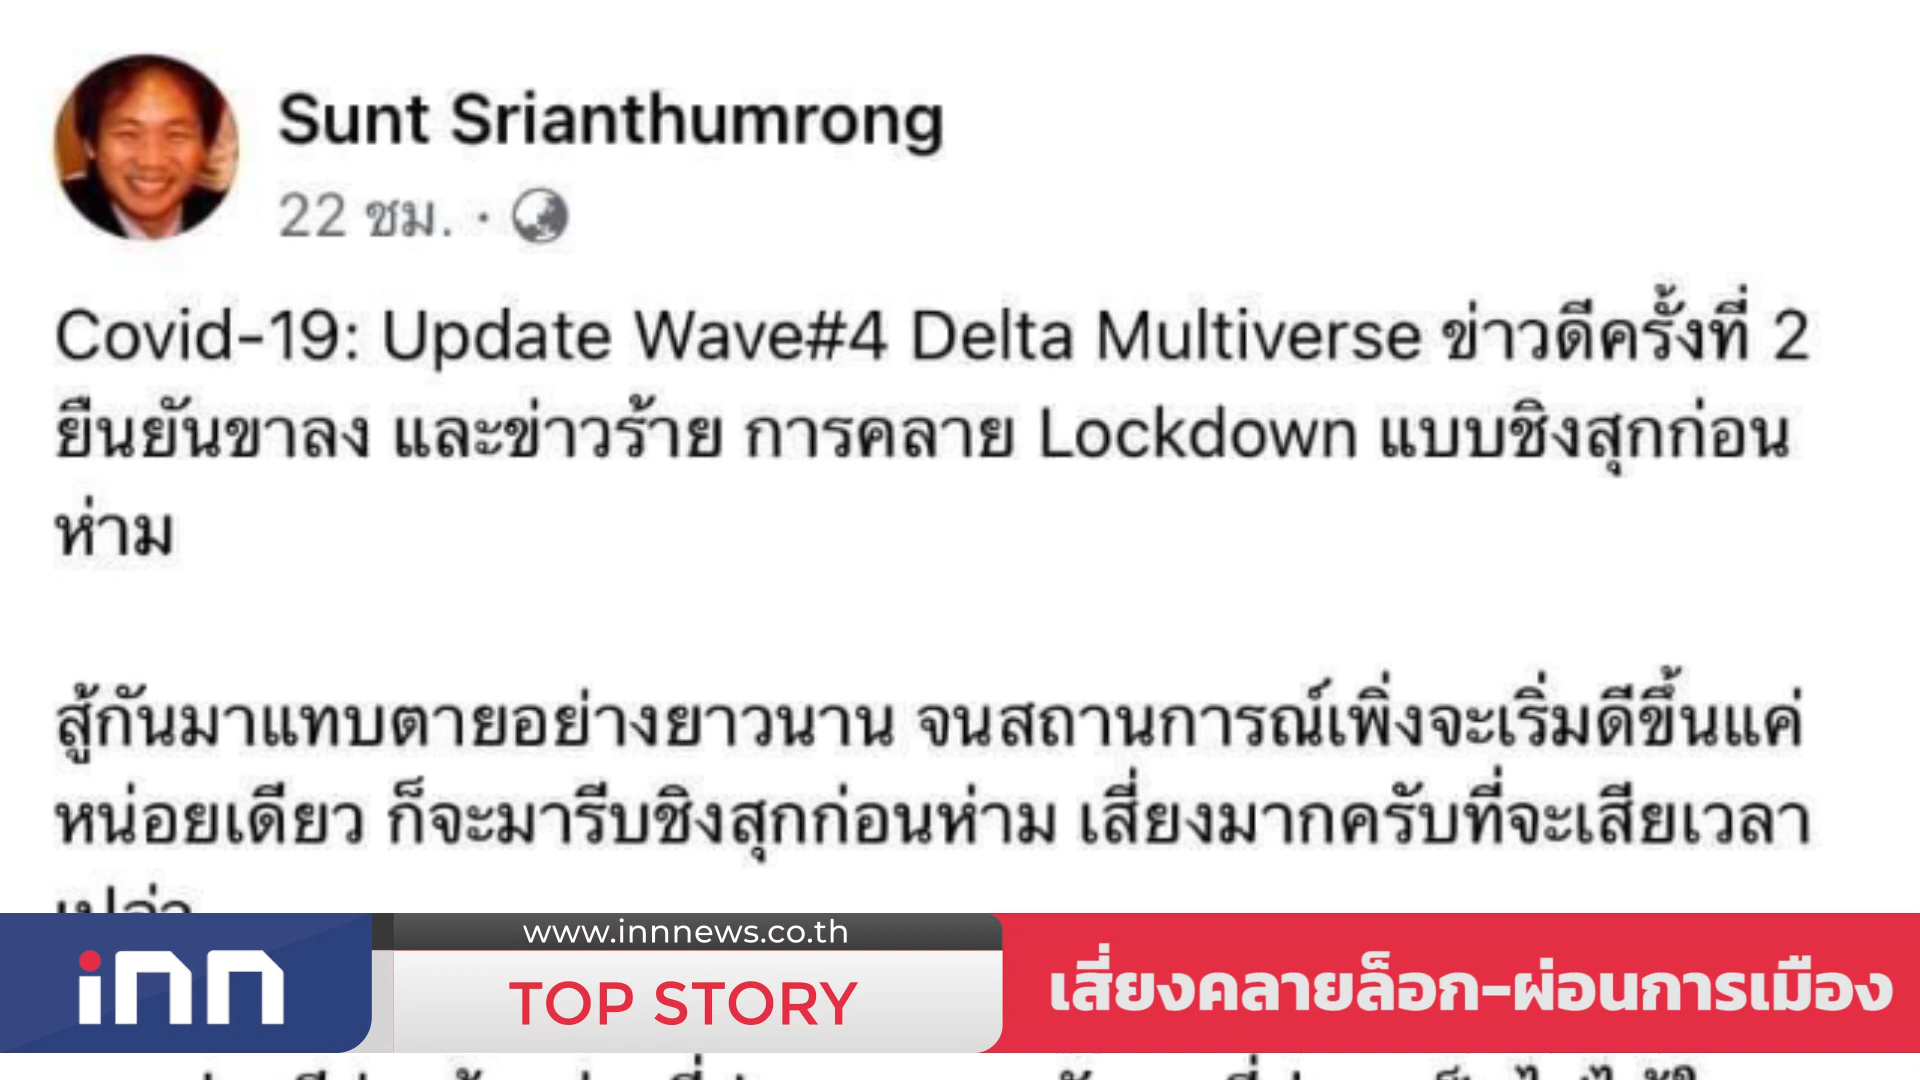 Sunt Srianthumrong
22 ชม. ·
Covid-19: Update Wave#4 Delta Multiverse ข่าวดีครั้งที่ 2
ยืนยันขาลง และข่าวร้าย การคลาย Lockdown แบบชิงสุกก่อน
ห่าม
สู้กันมาแทบตายอย่างยาวนาน จนสถานการณ์เพิ่งจะเริ่มดีขึ้นแค่
หน่อยเดียว ก็จะมารีบชิงสุกก่อนห่าม เสี่ยงมากครับที่จะเสียเวลา
เปล่า
inn
www.innnews.co.th
TOP STORY
เสี่ยงคลายล็อก-ผ่อนการเมือง